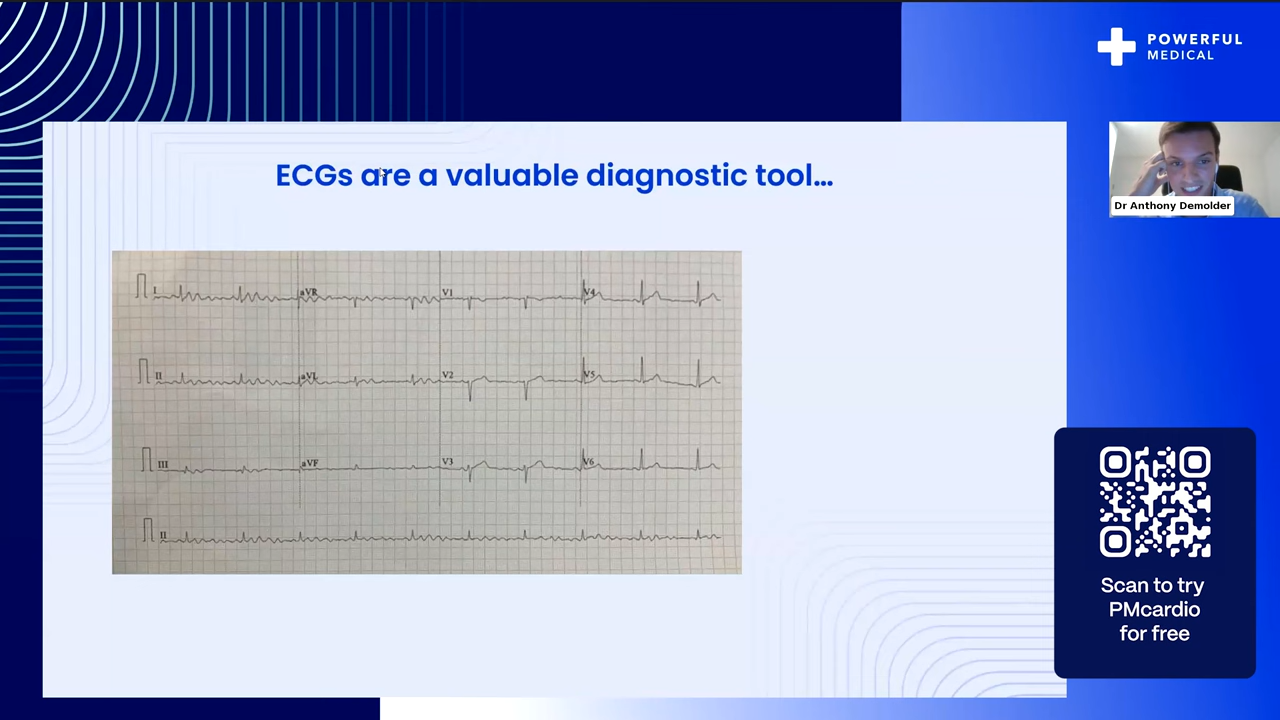 POWERFUL
MEDICAL
ECGs are a valuable diagnostic tool...
Dr Anthony Demolder
I
aVR
V1
V4
II
aVL
V2
V5
III
aVF
V3
V6
II
Scan to try
PMcardio
for free